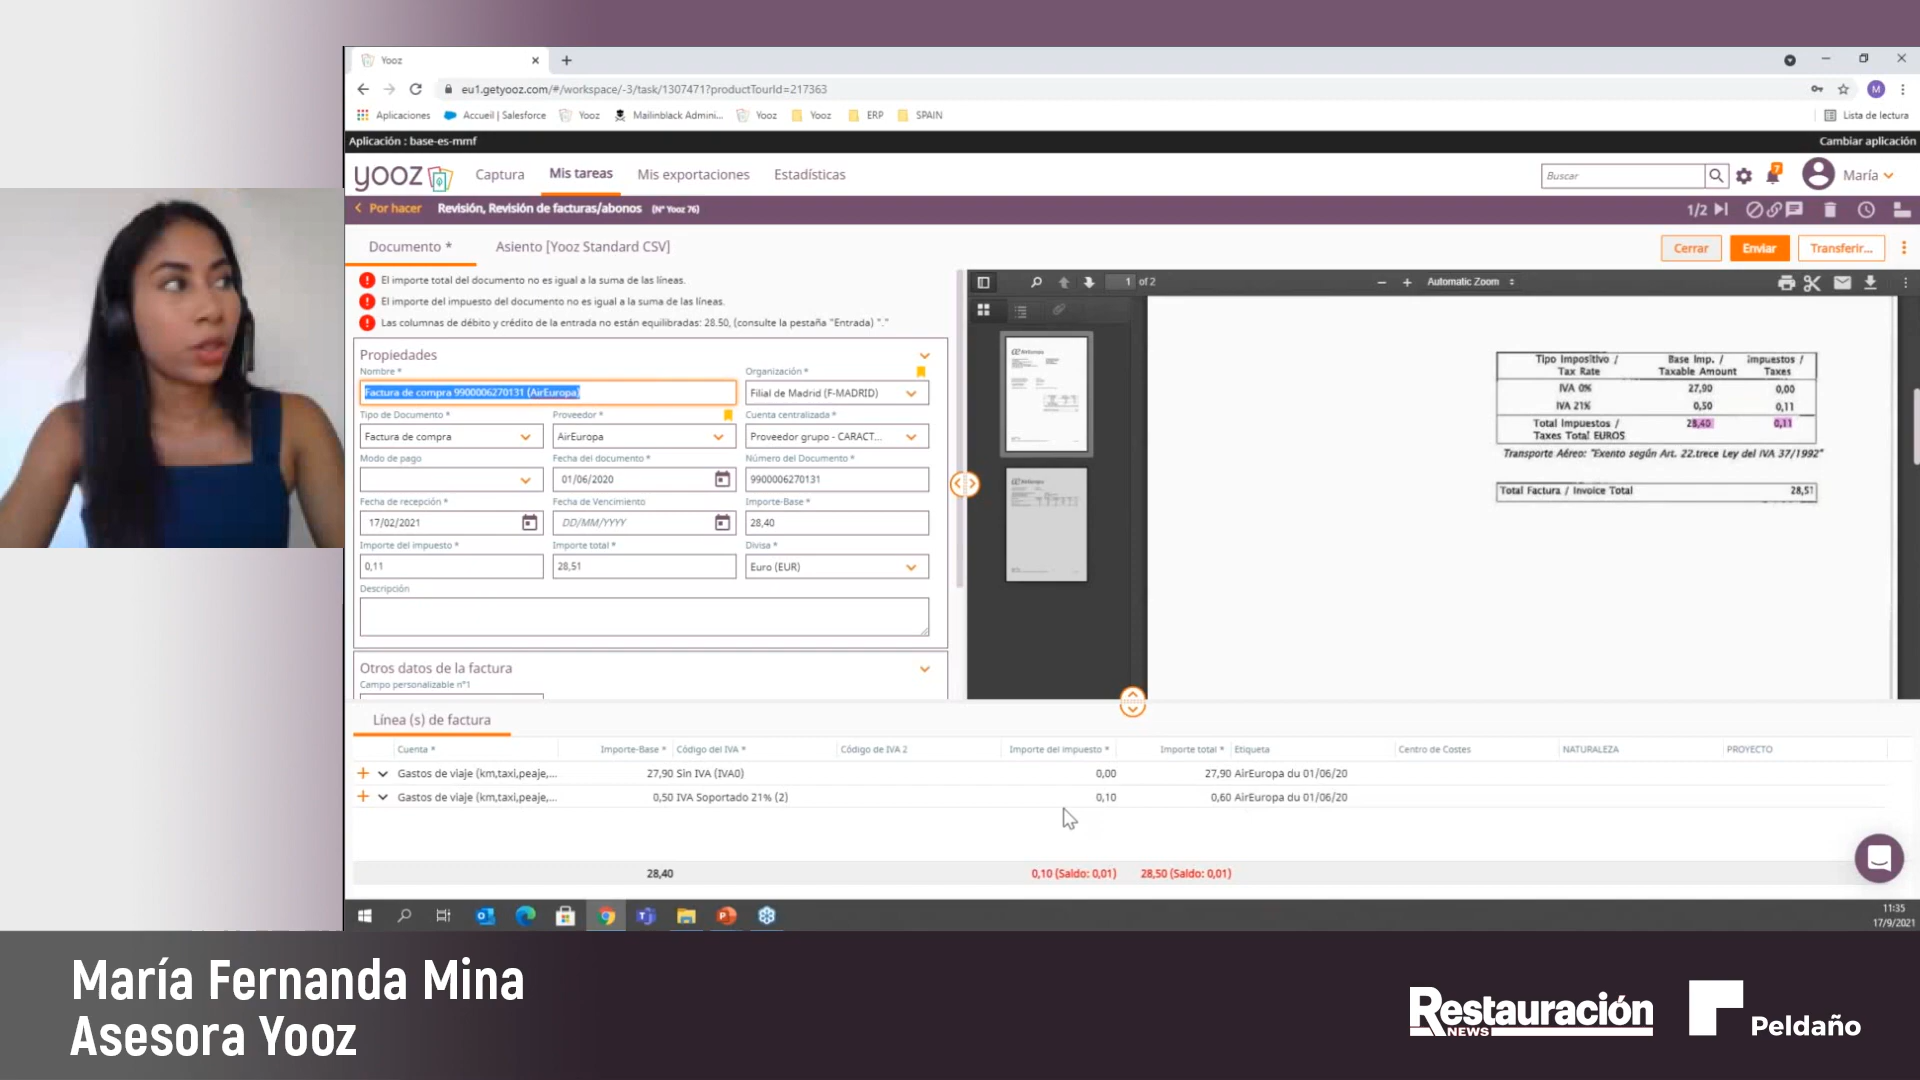 Yooz
eu1.getyooz.com/#/workspace/-3/task/1307471?productTourId=217363
Aplicaciones
Accueil | Salesforce
Yooz
Mailinblack Admini...
Yooz
Yooz
ERP
SPAIN
Lista de lectura
Aplicación : base-es-mmf
Cambiar aplicación
yooz
Captura
Mis tareas
Mis exportaciones
Estadísticas
Buscar
7
María
Por hacer
Revisión, Revisión de facturas/abonos (Nº Yooz 76)
1/2
Documento *
Asiento [Yooz Standard CSV]
Cerrar
Enviar
Transferir...
El importe total del documento no es igual a la suma de las líneas.
El importe del impuesto del documento no es igual a la suma de las líneas.
Las columnas de débito y crédito de la entrada no están equilibradas: 28.50, (consulte la pestaña "Entrada) "."
Propiedades
Nombre *
Organización *
Factura de compra 9900006270131 (AirEuropa)
Filial de Madrid (F-MADRID)
Tipo de Documento *
Proveedor *
Cuenta centralizada *
Factura de compra
AirEuropa
Proveedor grupo - CARACT...
Modo de pago
Fecha del documento *
Número del Documento *
01/06/2020
9900006270131
Fecha de recepción *
Fecha de Vencimiento
Importe-Base *
17/02/2021
DD/MM/YYYY
28,40
Importe del impuesto *
Importe total *
Divisa *
0,11
28,51
Euro (EUR)
Descripción
Otros datos de la factura
Campo personalizable n°1
1 of 2
Automatic Zoom
AirEuropa
AirEuropa
Tipo Impositivo / Tax Rate
Base Imp. / Taxable Amount
Impuestos / Taxes
IVA 0% 27,90 0,00
IVA 21% 0,50 0,11
Total Impuestos / Taxes Total EUROS 28,40 0,11
Transporte Aéreo: "Exento según Art. 22.trece Ley del IVA 37/1992"
Total Factura / Invoice Total 28,51
Línea (s) de factura
Cuenta * Importe-Base * Código del IVA * Código de IVA 2 Importe del impuesto * Importe total * Etiqueta Centro de Costes NATURALEZA PROYECTO
Gastos de viaje (km,taxi,peaje,... 27,90 Sin IVA (IVA0) 0,00 27,90 AirEuropa du 01/06/20
Gastos de viaje (km,taxi,peaje,... 0,50 IVA Soportado 21% (2) 0,10 0,60 AirEuropa du 01/06/20
28,40 0,10 (Saldo: 0,01) 28,50 (Saldo: 0,01)
11:35
17/9/2021
María Fernanda Mina
Asesora Yooz
Restauración
NEWS
Peldaño